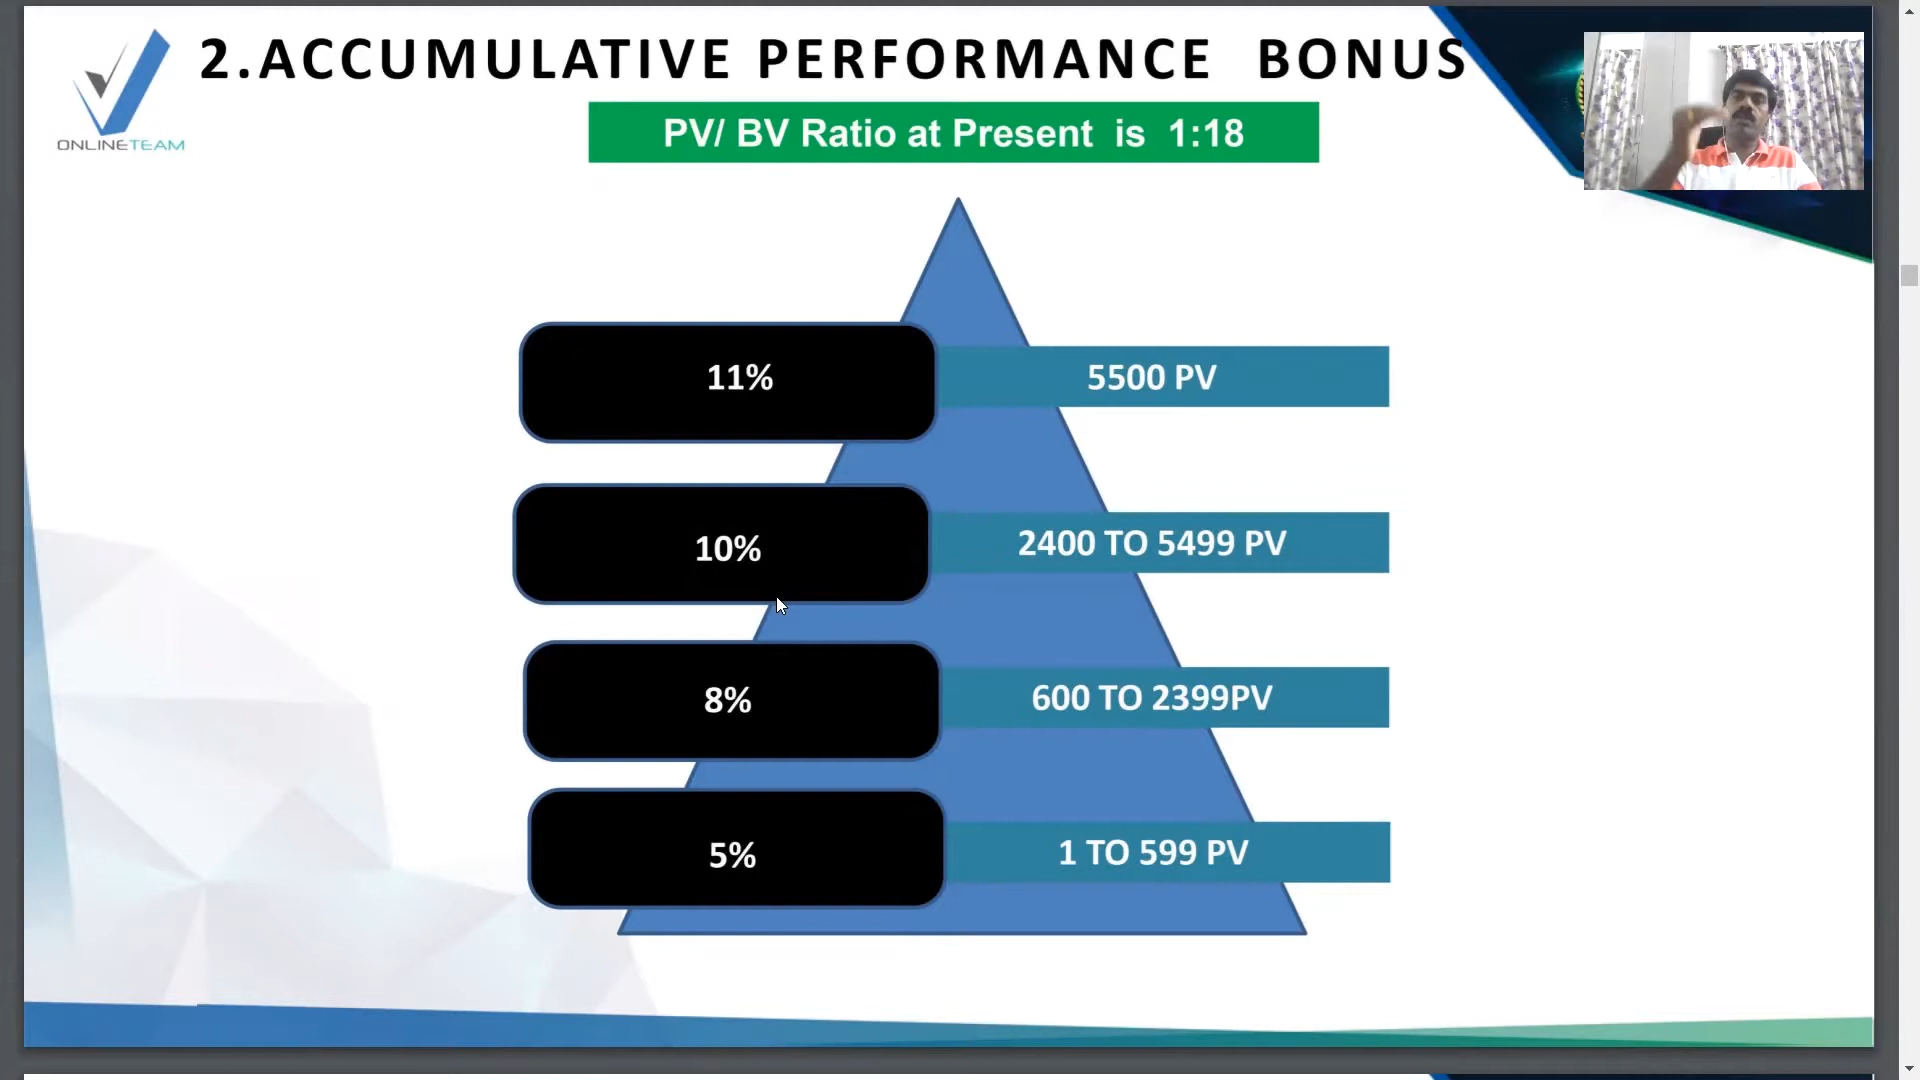 2.ACCUMULATIVE PERFORMANCE BONUS
ONLINETEAM
PV/ BV Ratio at Present is 1:18
11%
5500 PV
10%
2400 TO 5499 PV
8%
600 TO 2399PV
5%
1 TO 599 PV